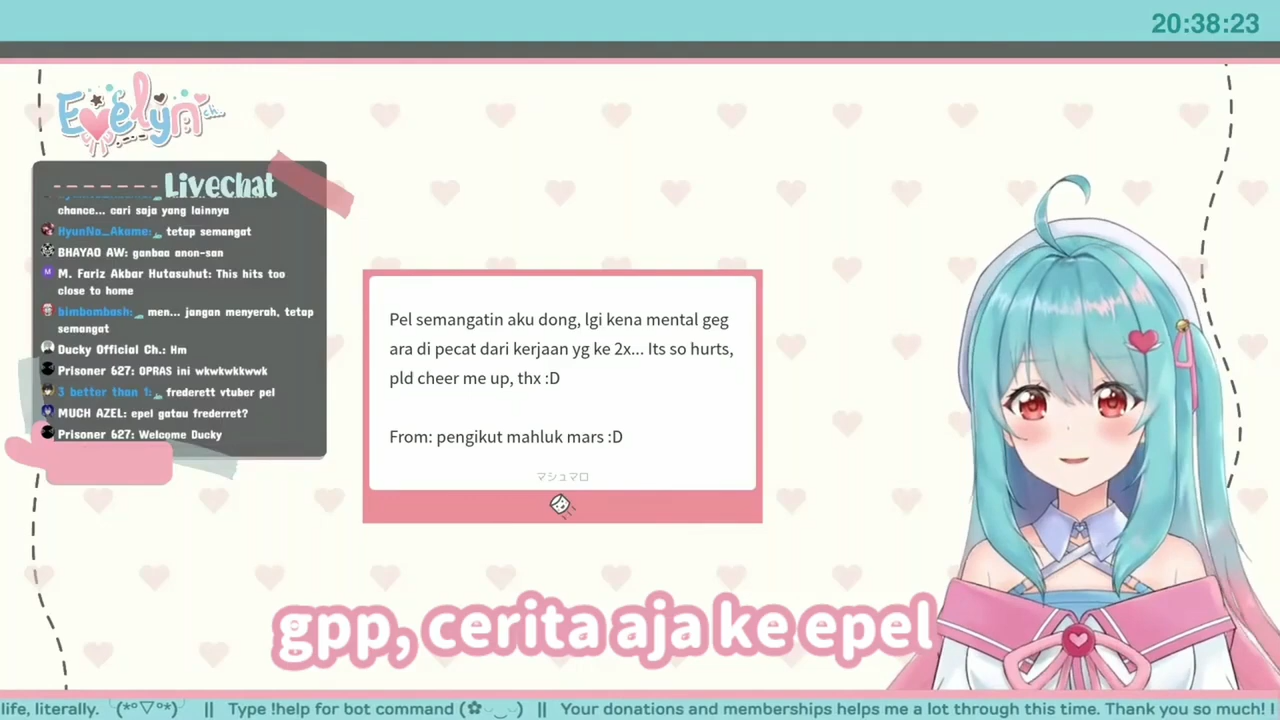 20:38:23
Evelyn ch.
Livechat
chance... cari saja yang lainnya
HyunNa_Akame: tetap semangat
BHAYAO AW: ganbaa anon-san
M. Fariz Akbar Hutasuhut: This hits too
close to home
bimbambash: men... jangan menyerah, tetap
semangat
Ducky Official Ch.: Hm
Prisoner 627: OPRAS ini wkwkwkkwwk
3 better than 1: frederett vtuber pel
MUCH AZEL: epel gatau frederret?
Prisoner 627: Welcome Ducky
Pel semangatin aku dong, lgi kena mental geg
ara di pecat dari kerjaan yg ke 2x... Its so hurts,
pld cheer me up, thx :D
From: pengikut mahluk mars :D
マシュマロ
gpp, cerita aja ke epel
life, literally. (*°▽°*) || Type !help for bot command (✿◡‿◡) || Your donations and memberships helps me a lot through this time. Thank you so much! I